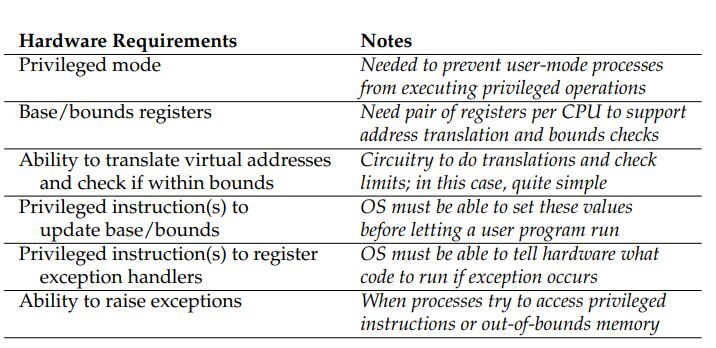 Hardware Requirements Notes
Privileged mode Needed to prevent user-mode processes
from executing privileged operations
Base/bounds registers Need pair of registers per CPU to support
address translation and bounds checks
Ability to translate virtual addresses Circuitry to do translations and check
and check if within bounds limits; in this case, quite simple
Privileged instruction(s) to OS must be able to set these values
update base/bounds before letting a user program run
Privileged instruction(s) to register OS must be able to tell hardware what
exception handlers code to run if exception occurs
Ability to raise exceptions When processes try to access privileged
instructions or out-of-bounds memory